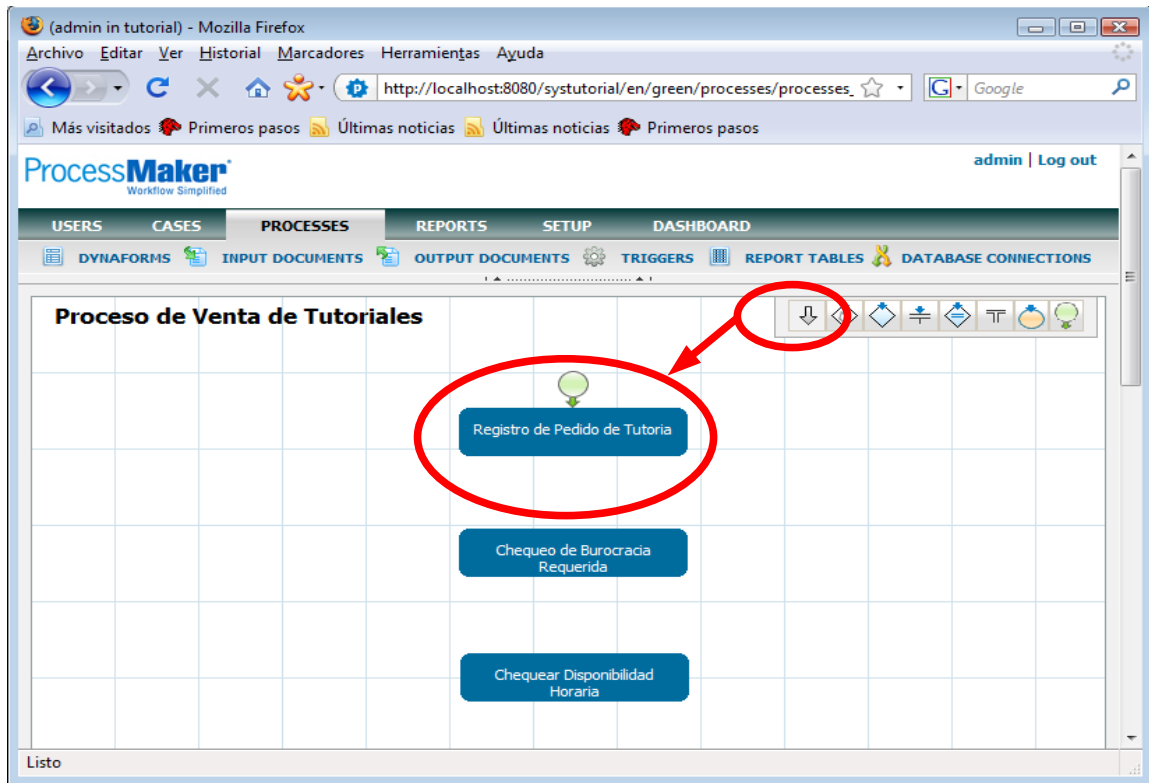 (admin in tutorial) - Mozilla Firefox
Archivo Editar Ver Historial Marcadores Herramientas Ayuda
http://localhost:8080/systutorial/en/green/processes/processes_ G Google
Más visitados Primeros pasos Últimas noticias Últimas noticias Primeros pasos
ProcessMaker
Workflow Simplified
admin | Log out
USERS CASES PROCESSES REPORTS SETUP DASHBOARD
DYNAFORMS INPUT DOCUMENTS OUTPUT DOCUMENTS TRIGGERS REPORT TABLES DATABASE CONNECTIONS
Proceso de Venta de Tutoriales
Registro de Pedido de Tutoria
Chequeo de Burocracia
Requerida
Chequear Disponibilidad
Horaria
Listo